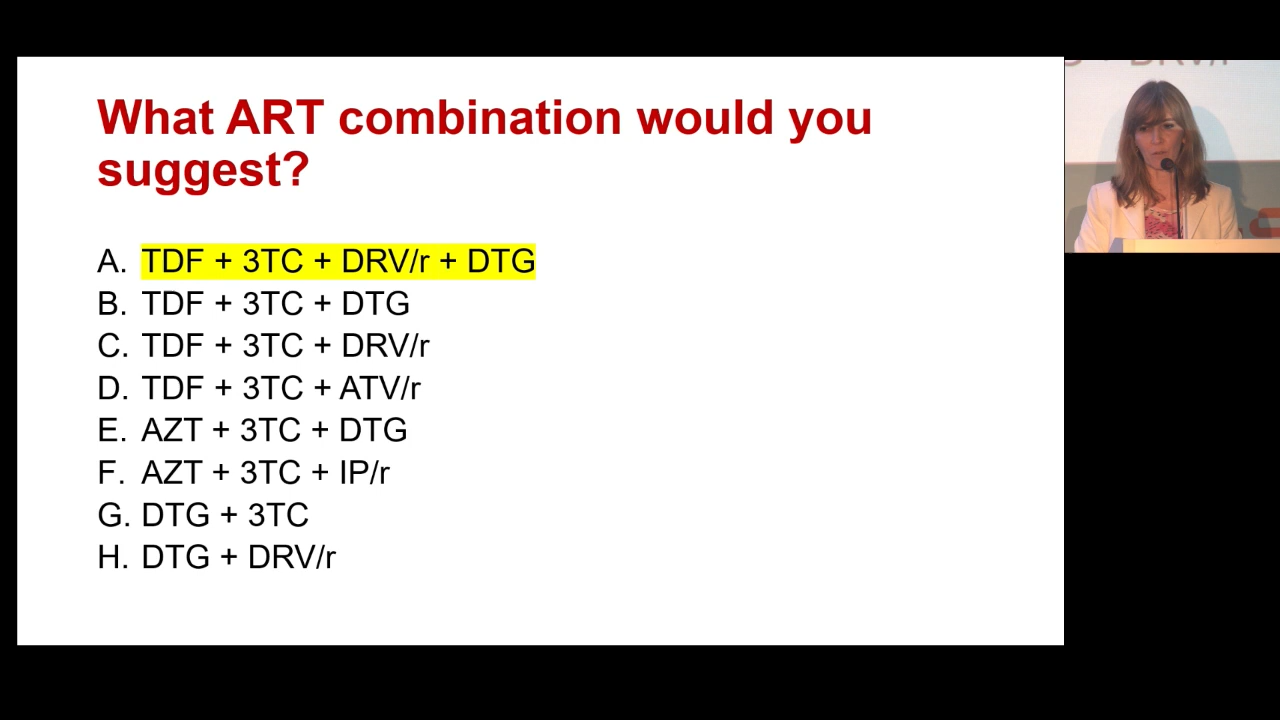 What ART combination would you
suggest?
A. TDF + 3TC + DRV/r + DTG
B. TDF + 3TC + DTG
C. TDF + 3TC + DRV/r
D. TDF + 3TC + ATV/r
E. AZT + 3TC + DTG
F. AZT + 3TC + IP/r
G. DTG + 3TC
H. DTG + DRV/r